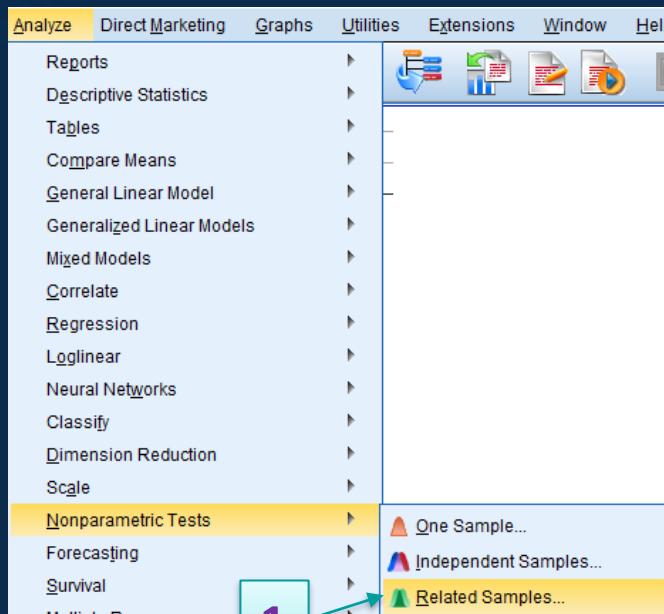 Analyze Direct Marketing Graphs Utilities Extensions Window Hel
Reports
Descriptive Statistics
Tables
Compare Means
General Linear Model
Generalized Linear Models
Mixed Models
Correlate
Regression
Loglinear
Neural Networks
Classify
Dimension Reduction
Scale
Nonparametric Tests
One Sample...
Forecasting
Independent Samples...
Survival
Related Samples...
1